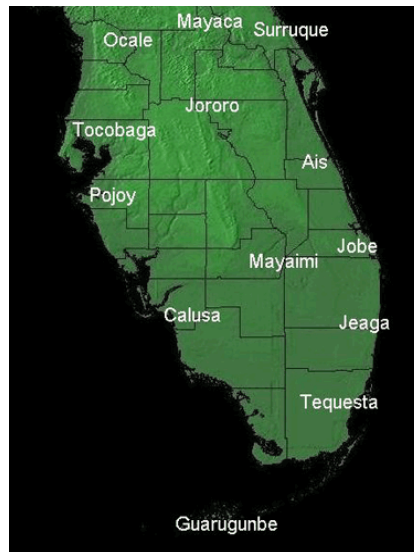 Mayaca
Surruque
Ocale
Jororo
Tocobaga
Ais
Pojoy
Jobe
Mayaimi
Calusa
Jeaga
Tequesta
Guarugunbe